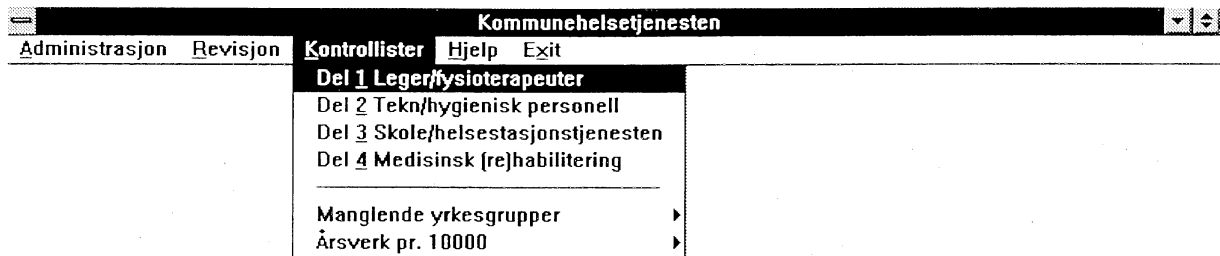 Kommunehelsetjenesten
Administrasjon Revisjon Kontrollister Hjelp Exit
Del 1 Leger/fysioterapeuter
Del 2 Tekn/hygienisk personell
Del 3 Skole/helsestasjonstjenesten
Del 4 Medisinsk (re)habilitering
Manglende yrkesgrupper
Årsverk pr. 10000